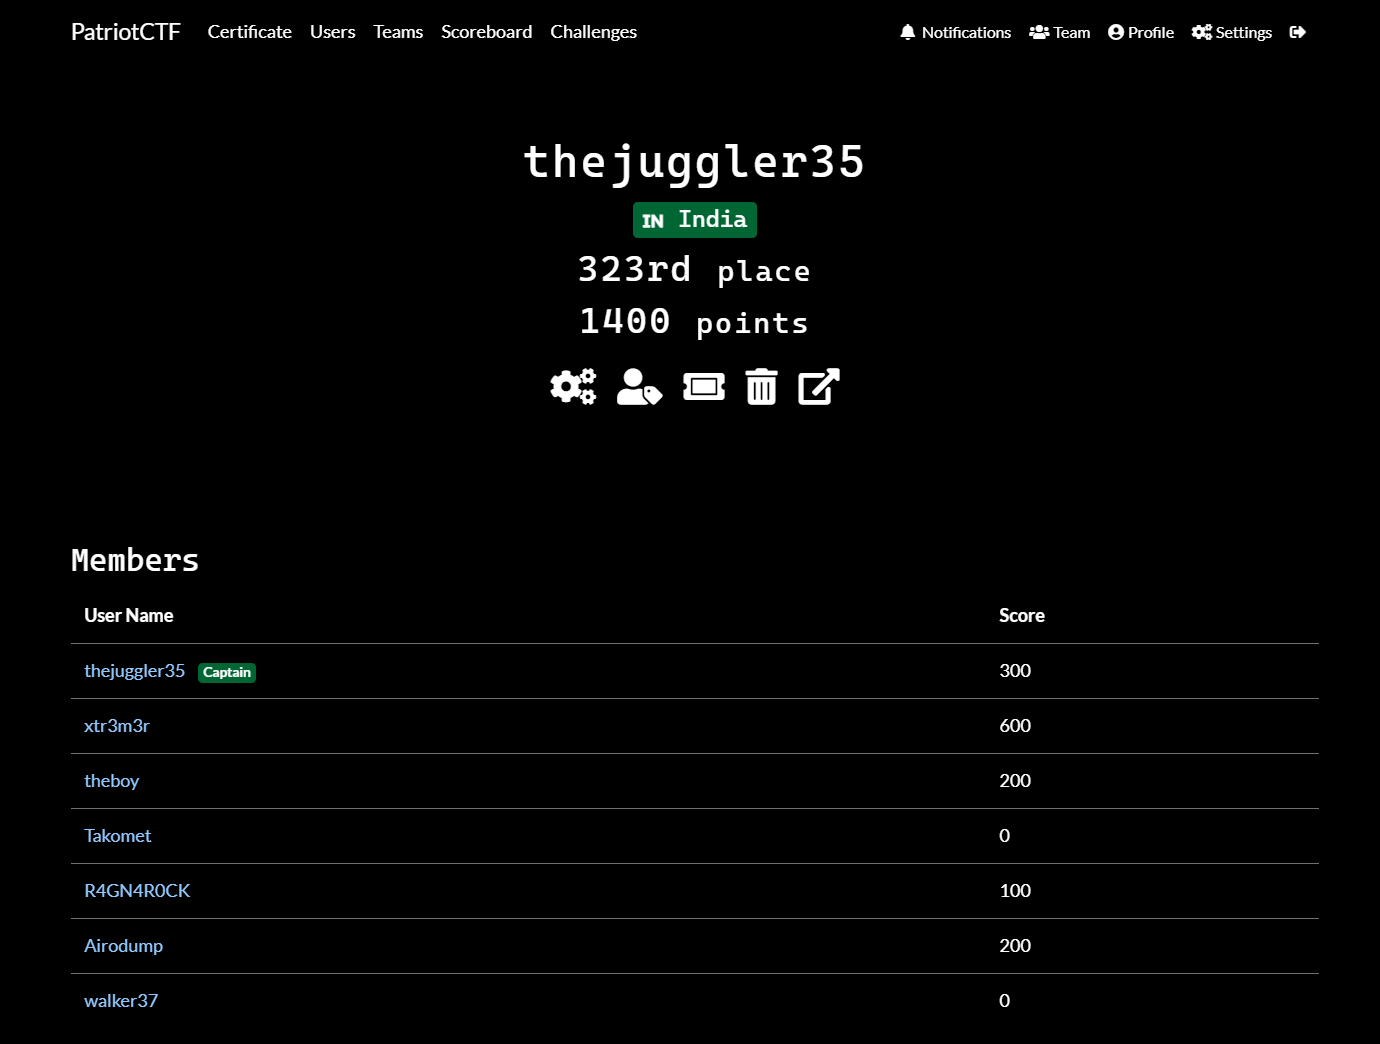 PatriotCTF Certificate Users Teams Scoreboard Challenges Notifications Team Profile Settings
thejuggler35
IN India
323rd place
1400 points
Members
User Name Score
thejuggler35 Captain 300
xtr3m3r 600
theboy 200
Takomet 0
R4GN4R0CK 100
Airodump 200
walker37 0